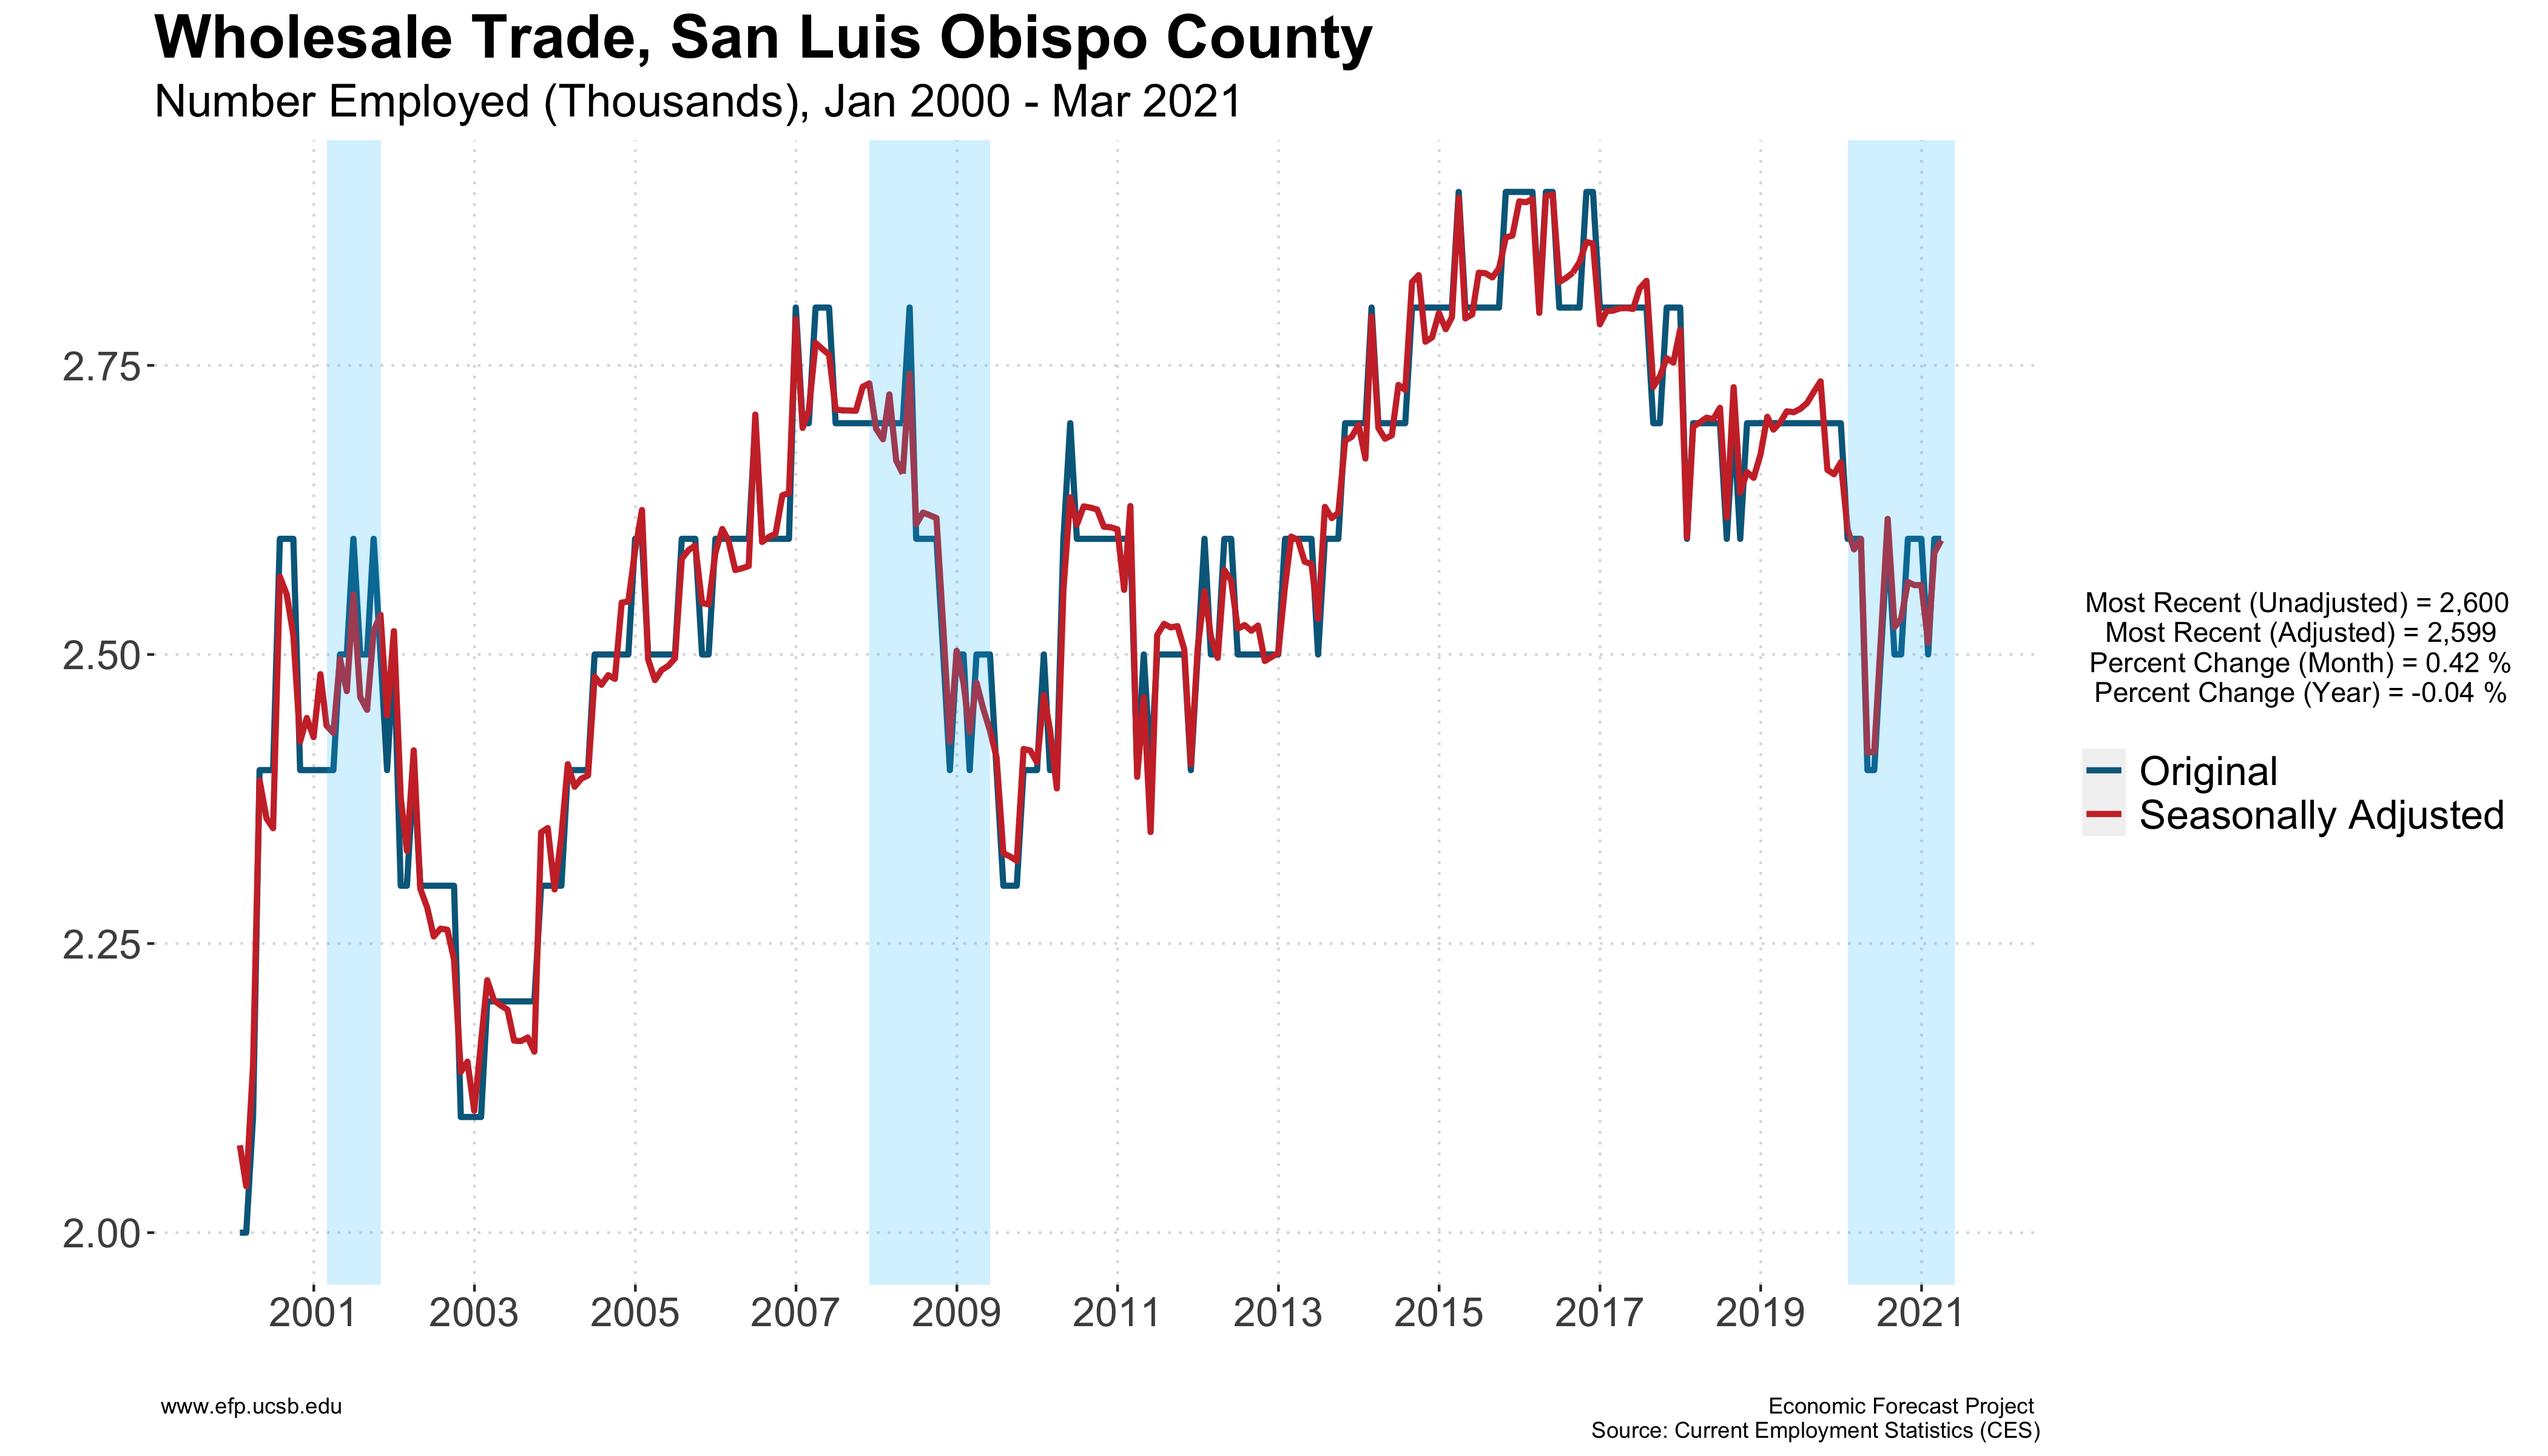 Wholesale Trade, San Luis Obispo County
Number Employed (Thousands), Jan 2000 - Mar 2021
2.75
2.50
2.25
2.00
2001 2003 2005 2007 2009 2011 2013 2015 2017 2019 2021
Most Recent (Unadjusted) = 2,600
Most Recent (Adjusted) = 2,599
Percent Change (Month) = 0.42 %
Percent Change (Year) = -0.04 %
Original
Seasonally Adjusted
www.efp.ucsb.edu
Economic Forecast Project
Source: Current Employment Statistics (CES)